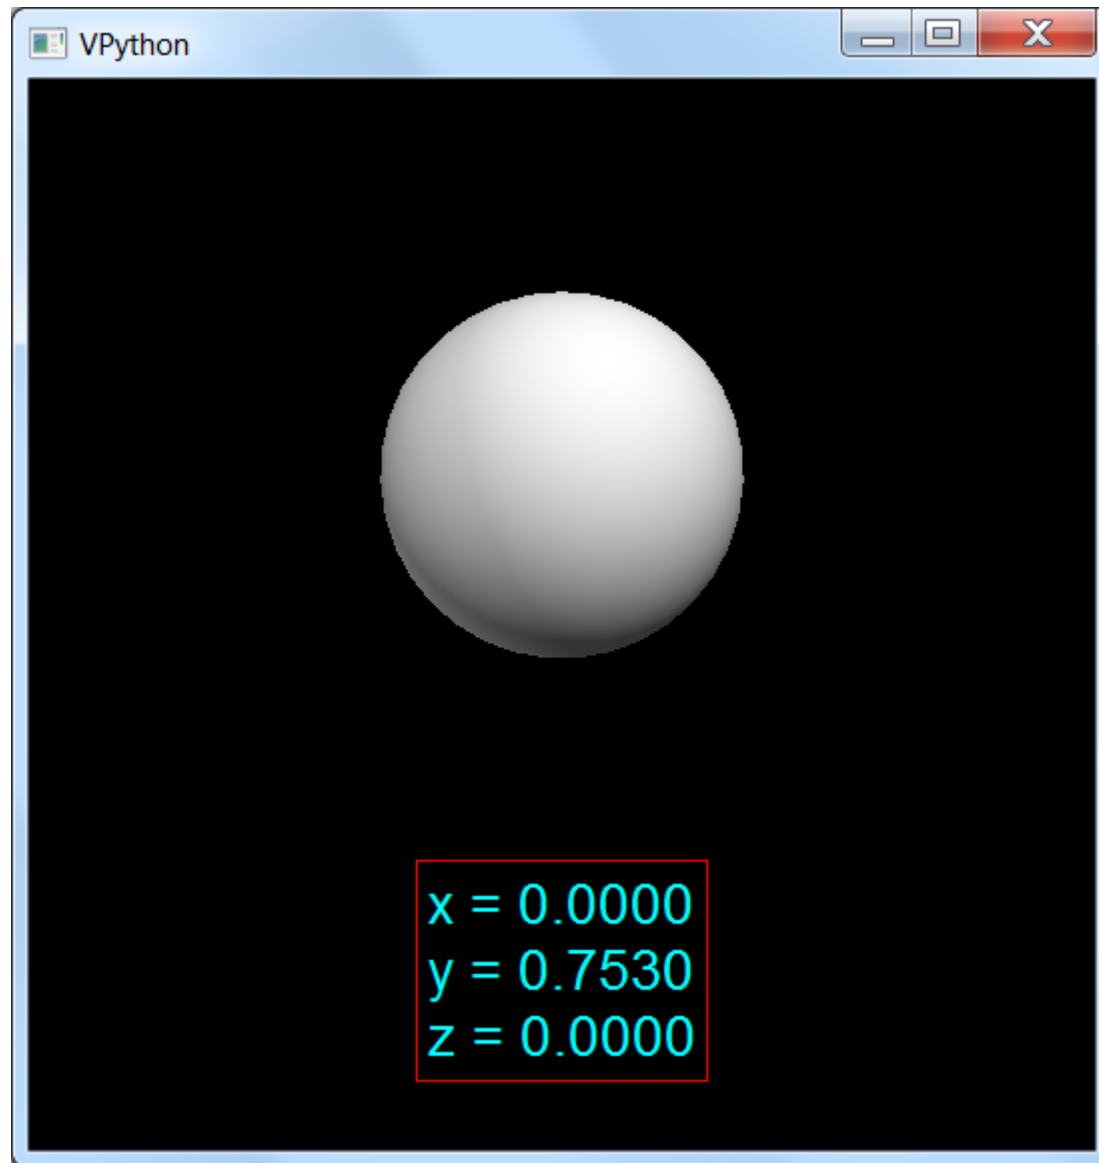 VPython
x = 0.0000
y = 0.7530
z = 0.0000